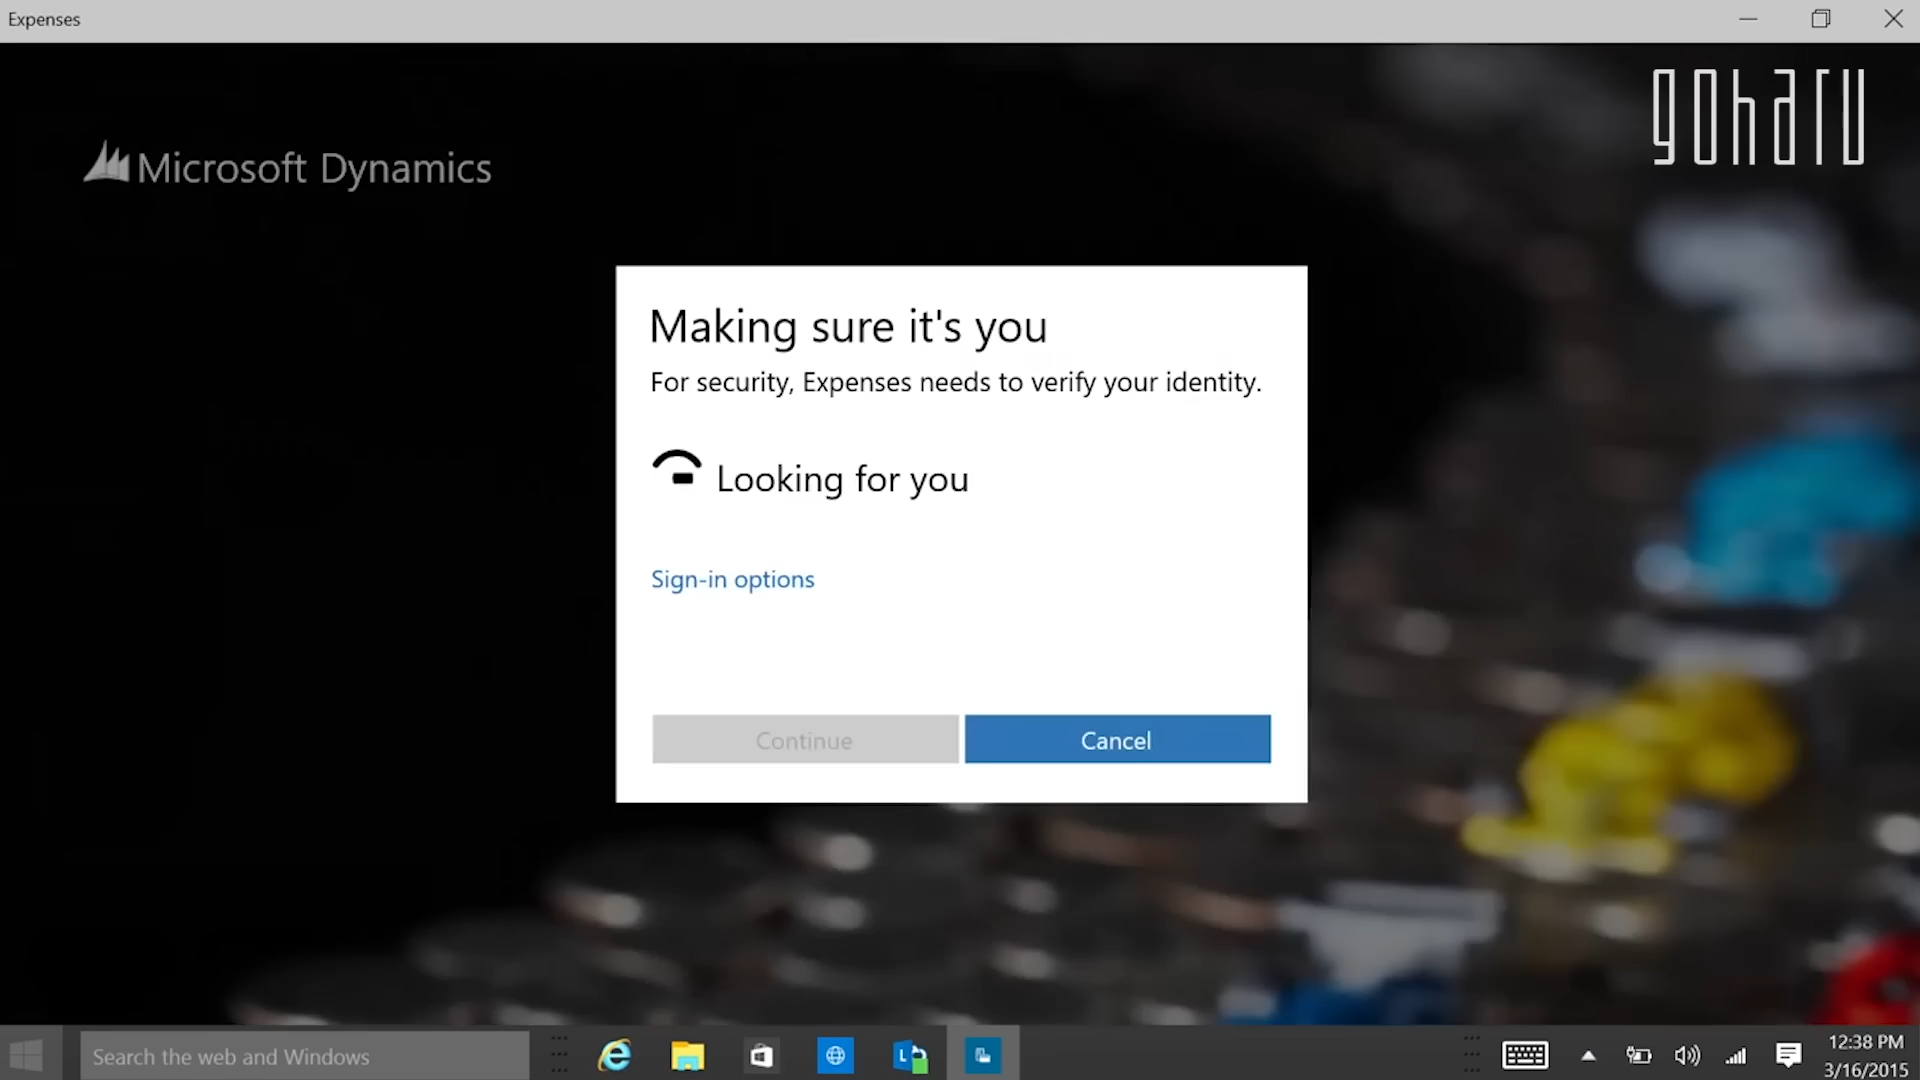 Expenses
goharu
Microsoft Dynamics
Making sure it's you
For security, Expenses needs to verify your identity.
Looking for you
Sign-in options
Continue
Cancel
Search the web and Windows
12:38 PM
3/16/2015